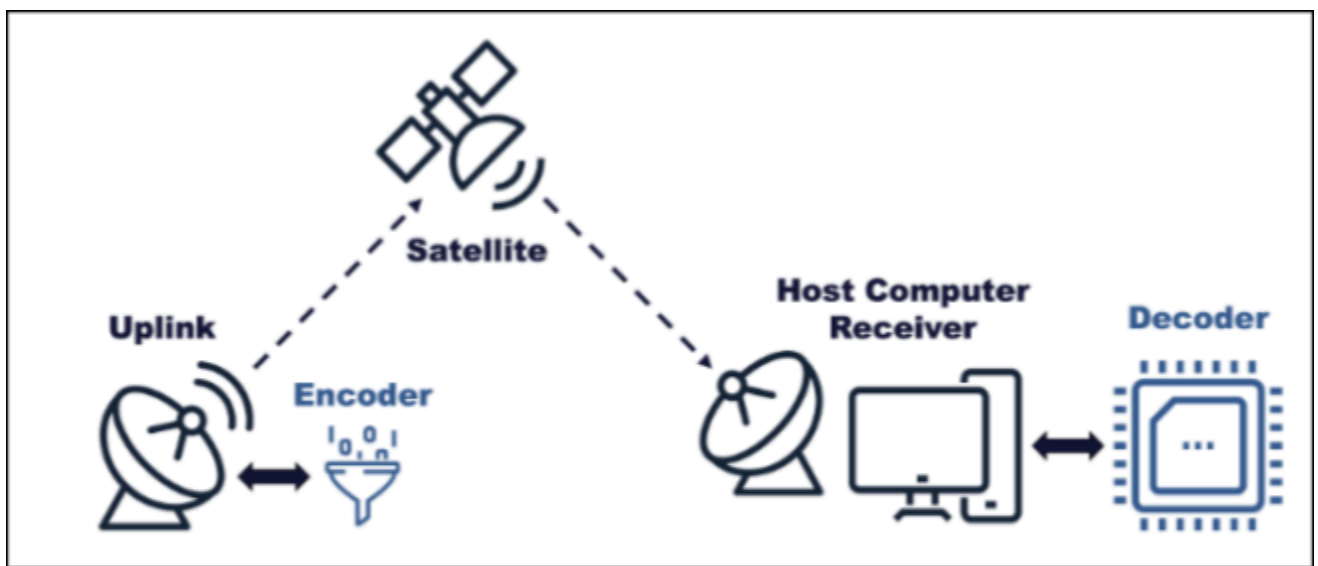 Satellite
Uplink
Encoder
Host Computer
Receiver
Decoder